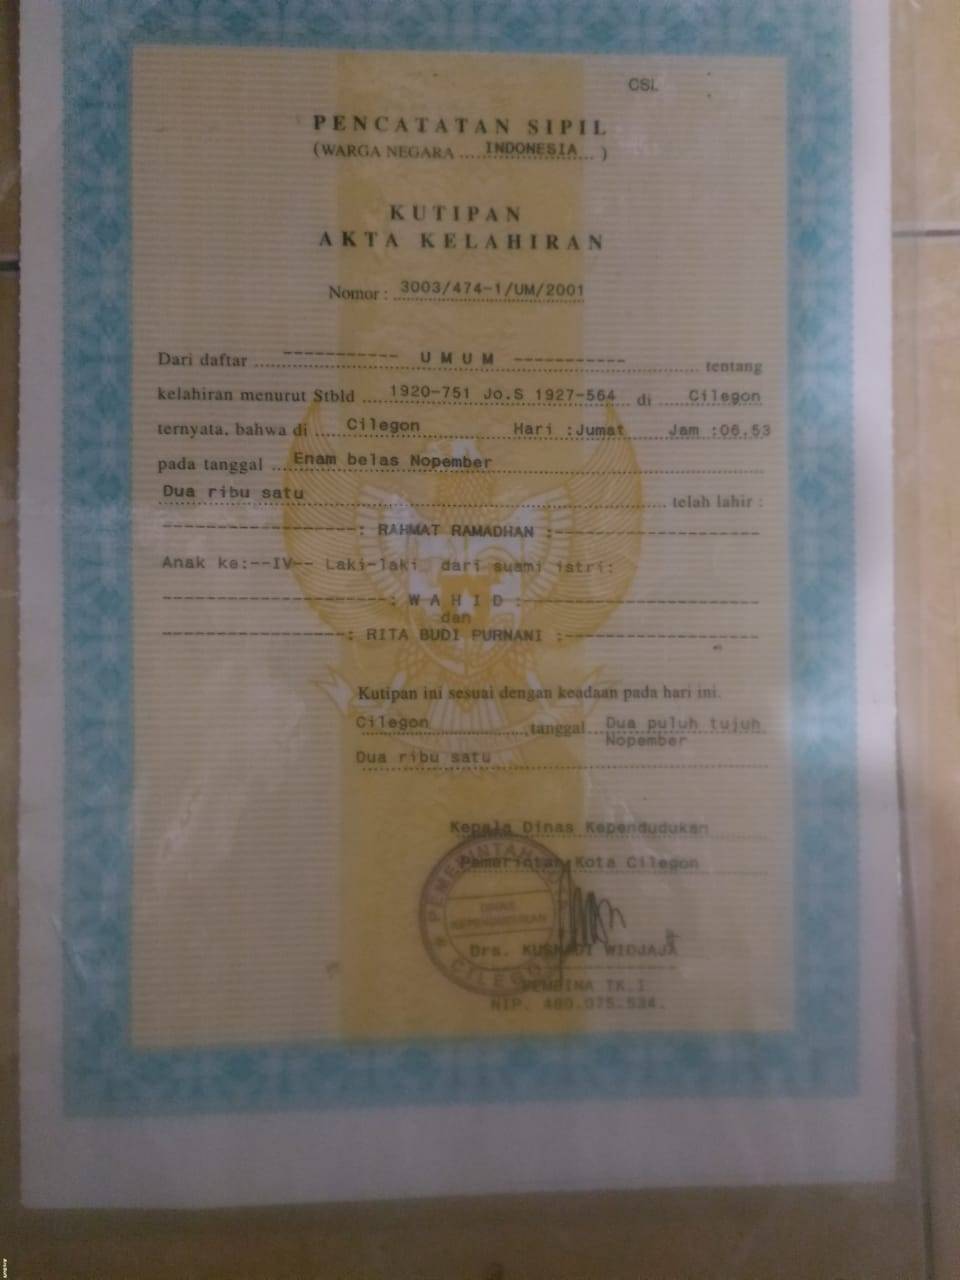 CSL
PENCATATAN SIPIL
(WARGA NEGARA ....INDONESIA...)
KUTIPAN
AKTA KELAHIRAN
Nomor : 3003/474-1/UM/2001
Dari daftar ----------- U M U M ----------- tentang
kelahiran menurut Stbld 1920-751 Jo.S 1927-564 di Cilegon
ternyata, bahwa di Cilegon Hari :Jumat Jam :06.53
pada tanggal Enam belas Nopember
Dua ribu satu telah lahir :
-------------------: RAHMAT RAMADHAN :--------------------
Anak ke:--IV-- Laki-laki dari suami istri:
----------------------: W A H I D :-----------------------
dan
------------------: RITA BUDI PURNANI :-------------------
Kutipan ini sesuai dengan keadaan pada hari ini.
Cilegon ,tanggal Dua puluh tujuh
Nopember
Dua ribu satu
Kepala Dinas Kependudukan
Pemerintah Kota Cilegon
PEMERINTAH
DINAS
KEPENDUDUKAN
CILEGON
Drs. KUSNADI WIDJAJA
PEMBINA TK.I
NIP. 480.075.534.